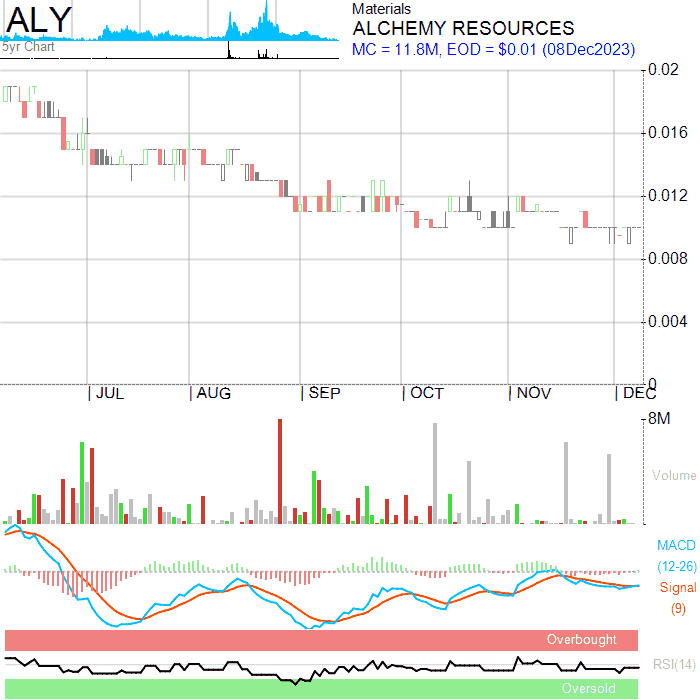 ALY
5yr Chart
Materials
ALCHEMY RESOURCES
MC = 11.8M, EOD = $0.01 (08Dec2023)
0.02
0.016
0.012
0.008
0.004
0
JUL AUG SEP OCT NOV DEC
8M
Volume
MACD
(12-26)
Signal
(9)
Overbought
RSI(14)
Oversold